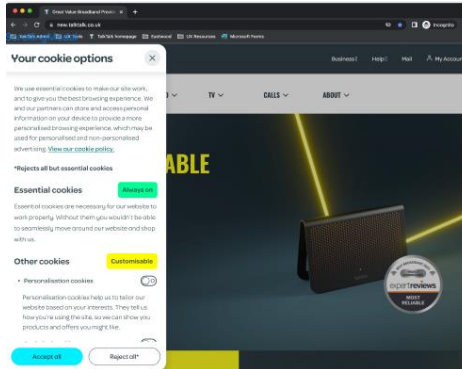 Great Value Broadband Provid
new.talktalk.co.uk
Incognito
TalkTalk homepage
UX Resources
Microsoft Forms
Your cookie options
Business
Help
Mail
My Account
We use essential cookies to make our site work,
and to give you the best browsing experience. We
and our partners can store and access personal
information on your device to provide a more
personalised browsing experience, which may be
used for personalised and non-personalised
advertising. View our cookie policy.
TV
CALLS
ABOUT
*Rejects all but essential cookies
ABLE
Essential cookies
Always on
Essential cookies are necessary for our website to
work properly. Without them you wouldn't be able
to seamlessly move around our website and shop
with us.
Other cookies
Customisable
• Personalisation cookies
Personalisation cookies help us to tailor our
website based on your interests. They tell us
how you're using the site, so we can show you
products and offers you might like.
expertreviews
MOST
RELIABLE
Accept all
Reject all*